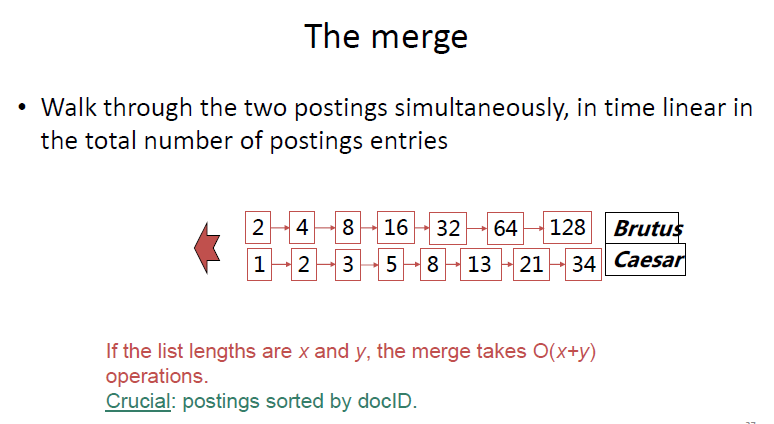 The merge
• Walk through the two postings simultaneously, in time linear in
the total number of postings entries
2 4 8 16 32 64 128 Brutus
1 2 3 5 8 13 21 34 Caesar
If the list lengths are x and y, the merge takes O(x+y)
operations.
Crucial: postings sorted by docID.